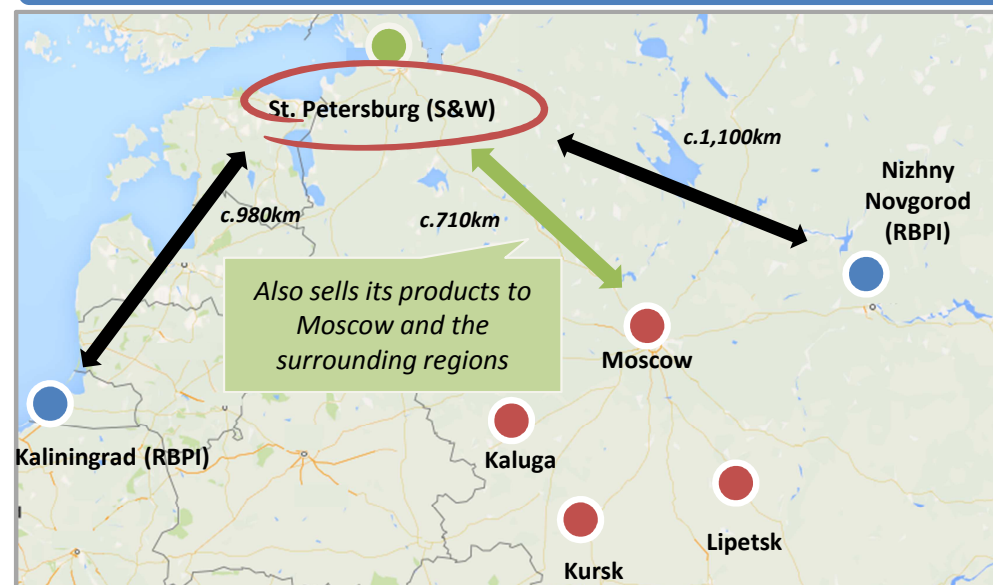 St. Petersburg (S&W)
c.1,100km
Nizhny
Novgorod
(RBPI)
c.980km
c.710km
Also sells its products to
Moscow and the
surrounding regions
Moscow
Kaliningrad (RBPI)
Kaluga
Lipetsk
Kursk